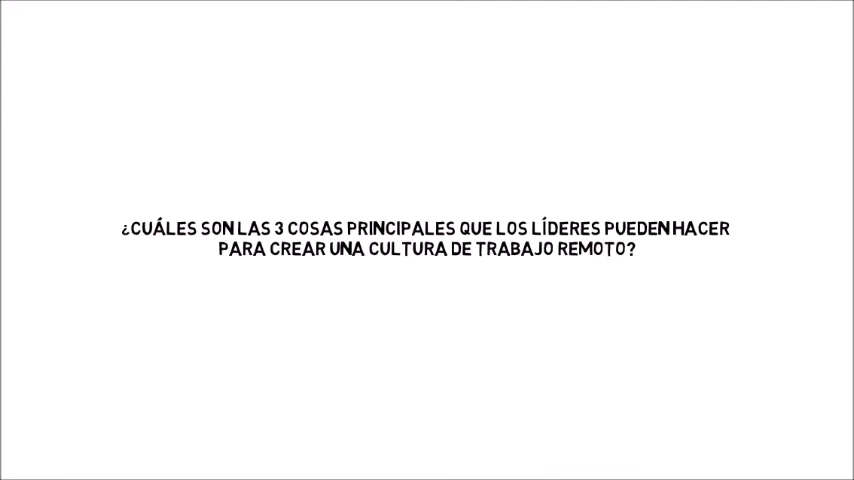 ¿CUÁLES SON LAS 3 COSAS PRINCIPALES QUE LOS LÍDERES PUEDEN HACER
PARA CREAR UNA CULTURA DE TRABAJO REMOTO?